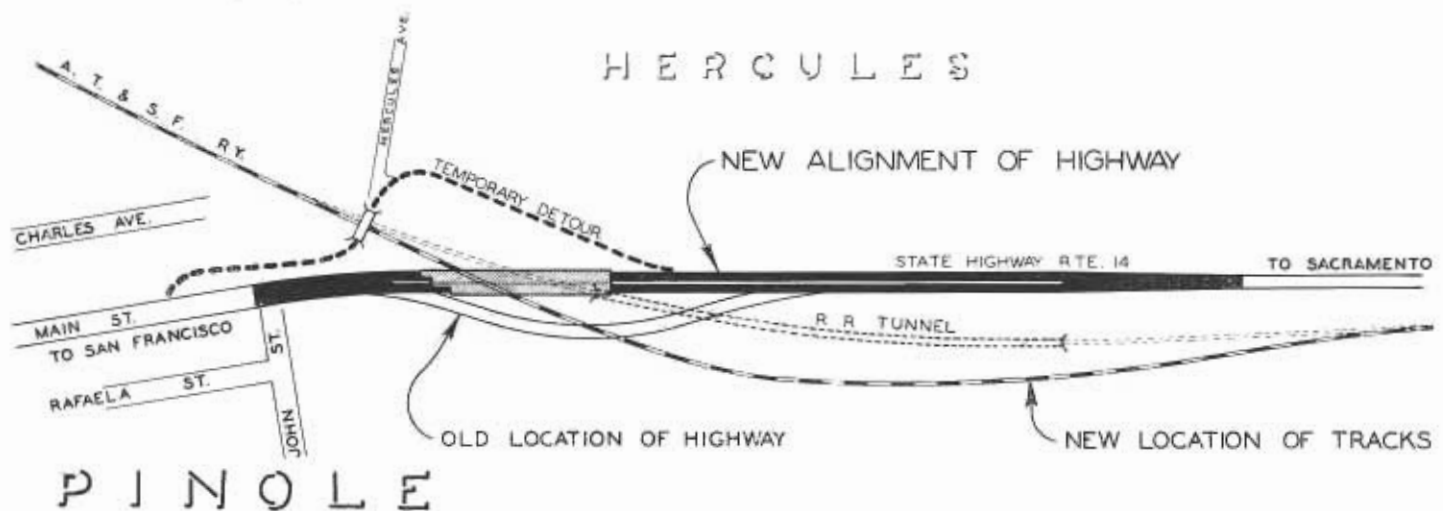 HERCULES
HERCULES AVE.
A. T. & S. F. RY.
NEW ALIGNMENT OF HIGHWAY
TEMPORARY DETOUR
CHARLES AVE.
STATE HIGHWAY RTE. 14
TO SACRAMENTO
MAIN ST.
TO SAN FRANCISCO
R R TUNNEL
RAFAELA ST.
JOHN ST.
OLD LOCATION OF HIGHWAY
NEW LOCATION OF TRACKS
PINOLE